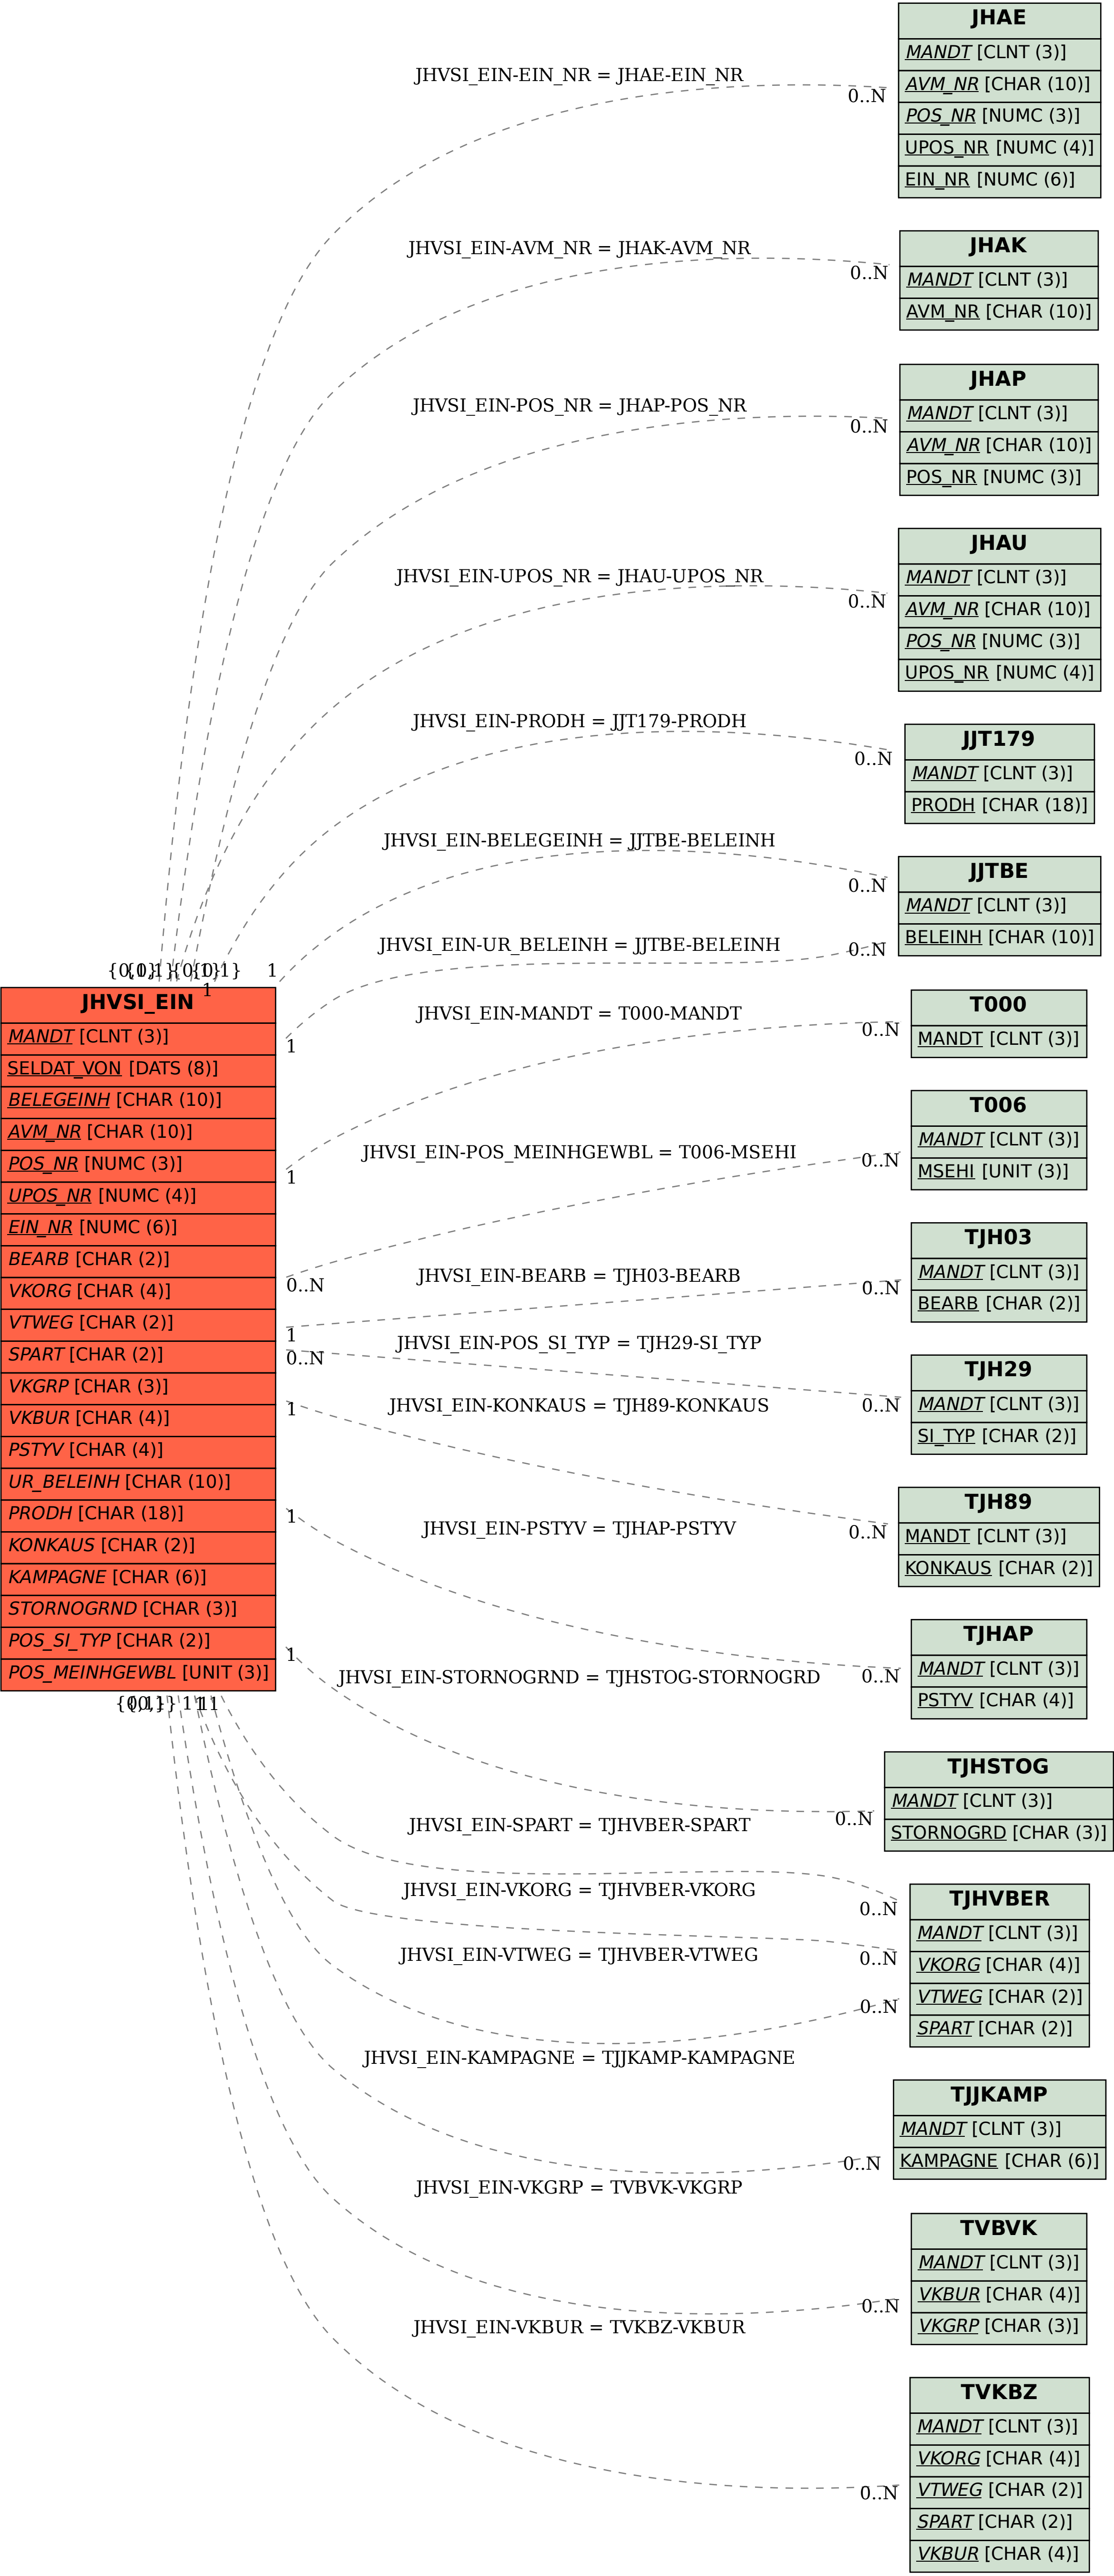 JHAE
MANDT [CLNT (3)]
AVM_NR [CHAR (10)]
POS_NR [NUMC (3)]
UPOS_NR [NUMC (4)]
EIN_NR [NUMC (6)]
JHVSI_EIN-EIN_NR = JHAE-EIN_NR
0..N
JHAK
MANDT [CLNT (3)]
AVM_NR [CHAR (10)]
JHVSI_EIN-AVM_NR = JHAK-AVM_NR
0..N
JHAP
MANDT [CLNT (3)]
AVM_NR [CHAR (10)]
POS_NR [NUMC (3)]
JHVSI_EIN-POS_NR = JHAP-POS_NR
0..N
JHAU
MANDT [CLNT (3)]
AVM_NR [CHAR (10)]
POS_NR [NUMC (3)]
UPOS_NR [NUMC (4)]
JHVSI_EIN-UPOS_NR = JHAU-UPOS_NR
0..N
JJT179
MANDT [CLNT (3)]
PRODH [CHAR (18)]
JHVSI_EIN-PRODH = JJT179-PRODH
0..N
JJTBE
MANDT [CLNT (3)]
BELEINH [CHAR (10)]
JHVSI_EIN-BELEGEINH = JJTBE-BELEINH
0..N
JHVSI_EIN-UR_BELEINH = JJTBE-BELEINH
0..N
1
1
JHVSI_EIN
MANDT [CLNT (3)]
SELDAT_VON [DATS (8)]
BELEGEINH [CHAR (10)]
AVM_NR [CHAR (10)]
POS_NR [NUMC (3)]
UPOS_NR [NUMC (4)]
EIN_NR [NUMC (6)]
BEARB [CHAR (2)]
VKORG [CHAR (4)]
VTWEG [CHAR (2)]
SPART [CHAR (2)]
VKGRP [CHAR (3)]
VKBUR [CHAR (4)]
PSTYV [CHAR (4)]
UR_BELEINH [CHAR (10)]
PRODH [CHAR (18)]
KONKAUS [CHAR (2)]
KAMPAGNE [CHAR (6)]
STORNOGRND [CHAR (3)]
POS_SI_TYP [CHAR (2)]
POS_MEINHGEWBL [UNIT (3)]
1
T000
MANDT [CLNT (3)]
JHVSI_EIN-MANDT = T000-MANDT
0..N
1
T006
MANDT [CLNT (3)]
MSEHI [UNIT (3)]
JHVSI_EIN-POS_MEINHGEWBL = T006-MSEHI
0..N
0..N
TJH03
MANDT [CLNT (3)]
BEARB [CHAR (2)]
JHVSI_EIN-BEARB = TJH03-BEARB
0..N
1
TJH29
MANDT [CLNT (3)]
SI_TYP [CHAR (2)]
JHVSI_EIN-POS_SI_TYP = TJH29-SI_TYP
0..N
0..N
TJH89
MANDT [CLNT (3)]
KONKAUS [CHAR (2)]
JHVSI_EIN-KONKAUS = TJH89-KONKAUS
0..N
1
TJHAP
MANDT [CLNT (3)]
PSTYV [CHAR (4)]
JHVSI_EIN-PSTYV = TJHAP-PSTYV
0..N
1
TJHSTOG
MANDT [CLNT (3)]
STORNOGRD [CHAR (3)]
JHVSI_EIN-STORNOGRND = TJHSTOG-STORNOGRD
0..N
1
TJHVBER
MANDT [CLNT (3)]
VKORG [CHAR (4)]
VTWEG [CHAR (2)]
SPART [CHAR (2)]
JHVSI_EIN-SPART = TJHVBER-SPART
0..N
JHVSI_EIN-VKORG = TJHVBER-VKORG
0..N
JHVSI_EIN-VTWEG = TJHVBER-VTWEG
0..N
TJJKAMP
MANDT [CLNT (3)]
KAMPAGNE [CHAR (6)]
JHVSI_EIN-KAMPAGNE = TJJKAMP-KAMPAGNE
0..N
TVBVK
MANDT [CLNT (3)]
VKBUR [CHAR (4)]
VKGRP [CHAR (3)]
JHVSI_EIN-VKGRP = TVBVK-VKGRP
0..N
TVKBZ
MANDT [CLNT (3)]
VKORG [CHAR (4)]
VTWEG [CHAR (2)]
SPART [CHAR (2)]
VKBUR [CHAR (4)]
JHVSI_EIN-VKBUR = TVKBZ-VKBUR
0..N